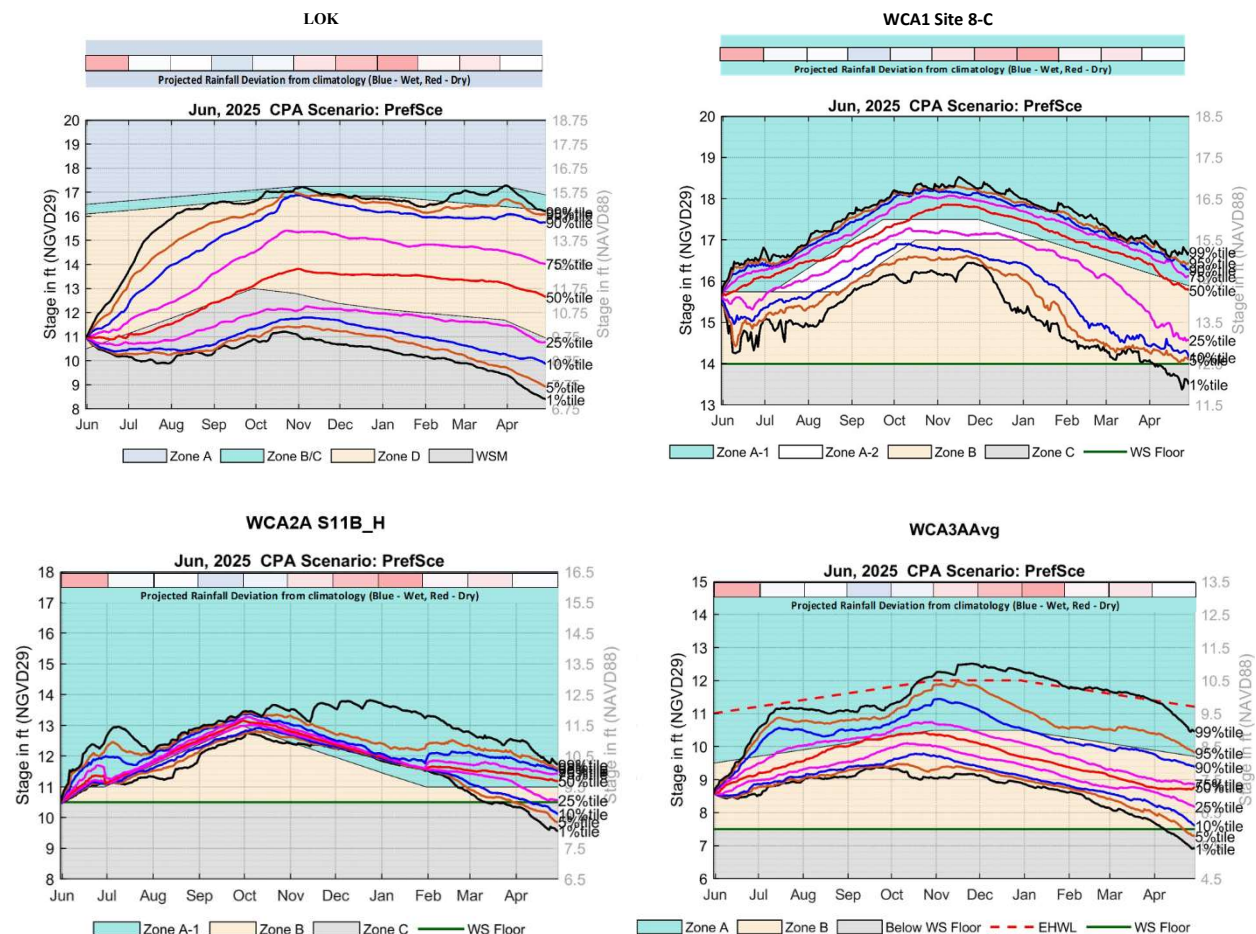 LOK
Projected Rainfall Deviation from climatology (Blue - Wet, Red - Dry)
Jun, 2025 CPA Scenario: PrefSce
Stage in ft (NGVD29)
20
19
18
17
16
15
14
13
12
11
10
9
8
18.75
17.75
16.75
15.75
13.75
11.75
10.75
9.75
6.75
Stage in ft (NAVD88)
90%tile
75%tile
50%tile
25%tile
10%tile
5%tile
1%tile
Jun Jul Aug Sep Oct Nov Dec Jan Feb Mar Apr
Zone A Zone B/C Zone D WSM
WCA1 Site 8-C
Projected Rainfall Deviation from climatology (Blue - Wet, Red - Dry)
Jun, 2025 CPA Scenario: PrefSce
Stage in ft (NGVD29)
20
19
18
17
16
15
14
13
18.5
17.5
16.5
15.5
13.5
11.5
Stage in ft (NAVD88)
99%tile
75%tile
50%tile
25%tile
1%tile
Jun Jul Aug Sep Oct Nov Dec Jan Feb Mar Apr
Zone A-1 Zone A-2 Zone B Zone C WS Floor
WCA2A S11B_H
Jun, 2025 CPA Scenario: PrefSce
Projected Rainfall Deviation from climatology (Blue - Wet, Red - Dry)
Stage in ft (NGVD29)
18
17
16
15
14
13
12
11
10
9
8
16.5
15.5
14.5
13.5
12.5
11.5
10.5
7.5
6.5
Stage in ft (NAVD88)
50%tile
25%tile
10%tile
5%tile
1%tile
Jun Jul Aug Sep Oct Nov Dec Jan Feb Mar Apr
Zone A-1 Zone B Zone C WS Floor
WCA3AAvg
Jun, 2025 CPA Scenario: PrefSce
Projected Rainfall Deviation from climatology (Blue - Wet, Red - Dry)
Stage in ft (NGVD29)
15
14
13
12
11
10
9
8
7
6
13.5
12.5
11.5
10.5
9.5
8.5
5.5
4.5
Stage in ft (NAVD88)
99%tile
95%tile
90%tile
25%tile
10%tile
5%tile
1%tile
Jun Jul Aug Sep Oct Nov Dec Jan Feb Mar Apr
Zone A Zone B Below WS Floor EHWL WS Floor